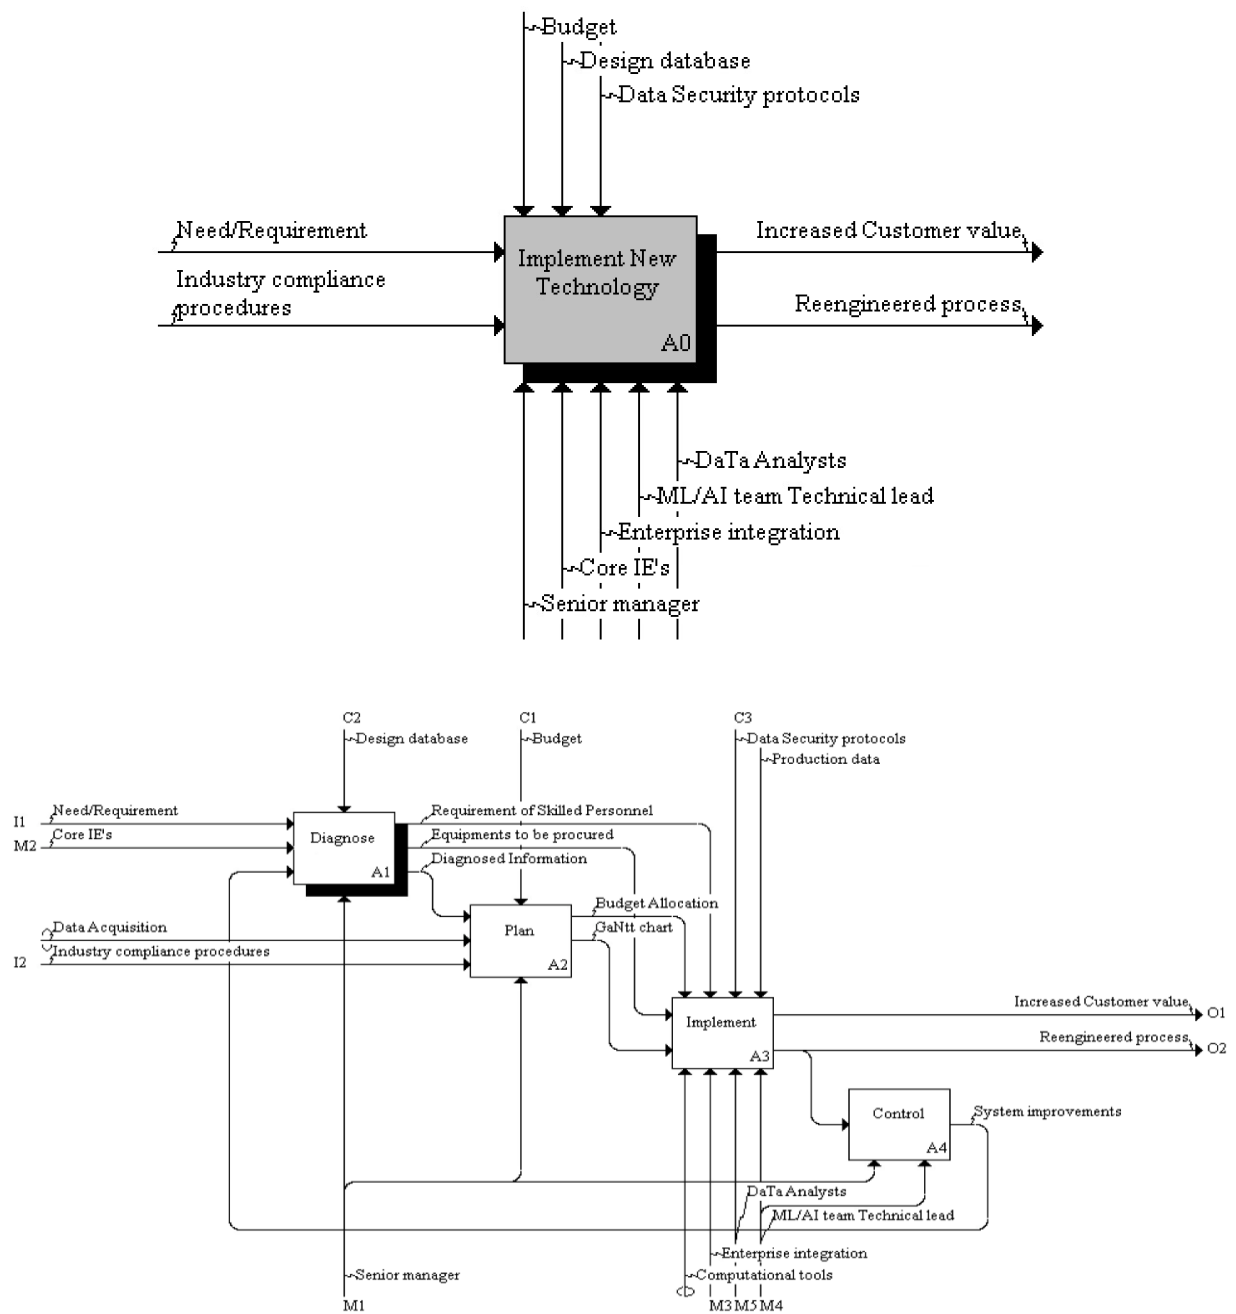 Budget
Design database
Data Security protocols
Need/Requirement
Increased Customer value
Implement New
Technology
Industry compliance
procedures
Reengineered process
A0
DaTa Analysts
ML/AI team Technical lead
Enterprise integration
Core IE's
Senior manager
C2
C1
C3
Design database
Budget
Data Security protocols
Production data
I1
Need/Requirement
Requirement of Skilled Personnel
M2
Core IE's
Diagnose
Equipments to be procured
A1
Diagnosed Information
Data Acquisition
Plan
Budget Allocation
GaNtt chart
I2
Industry compliance procedures
A2
Increased Customer value
O1
Implement
Reengineered process
O2
A3
Control
System improvements
A4
DaTa Analysts
ML/AI team Technical lead
Enterprise integration
Senior manager
Computational tools
M1
M3
M5
M4